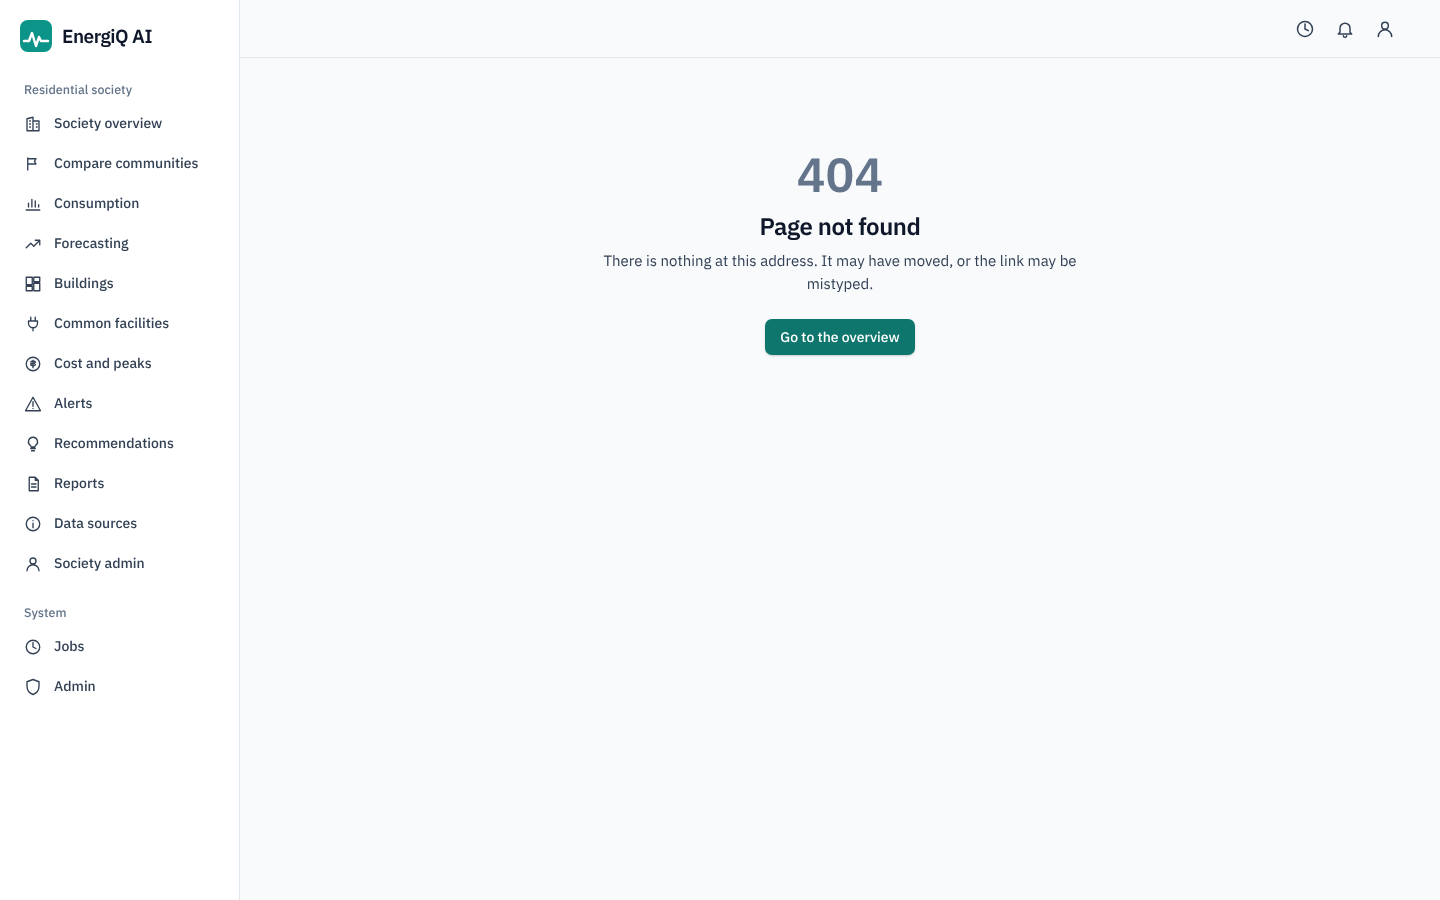 EnergiQ AI
Residential society
Society overview
Compare communities
Consumption
Forecasting
Buildings
Common facilities
Cost and peaks
Alerts
Recommendations
Reports
Data sources
Society admin
System
Jobs
Admin
404
Page not found
There is nothing at this address. It may have moved, or the link may be
mistyped.
Go to the overview